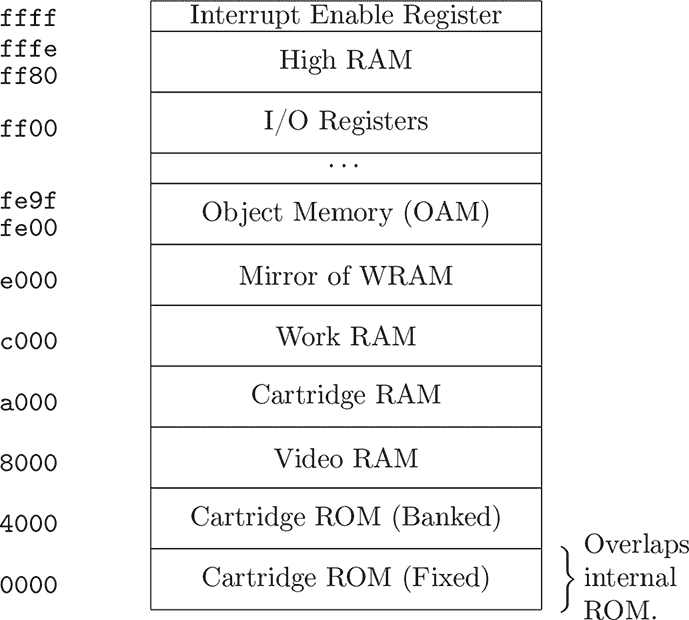 ffff Interrupt Enable Register
fffe
ff80 High RAM
ff00 I/O Registers
...
fe9f
fe00 Object Memory (OAM)
e000 Mirror of WRAM
c000 Work RAM
a000 Cartridge RAM
8000 Video RAM
4000 Cartridge ROM (Banked)
0000 Cartridge ROM (Fixed)
Overlaps
internal
ROM.